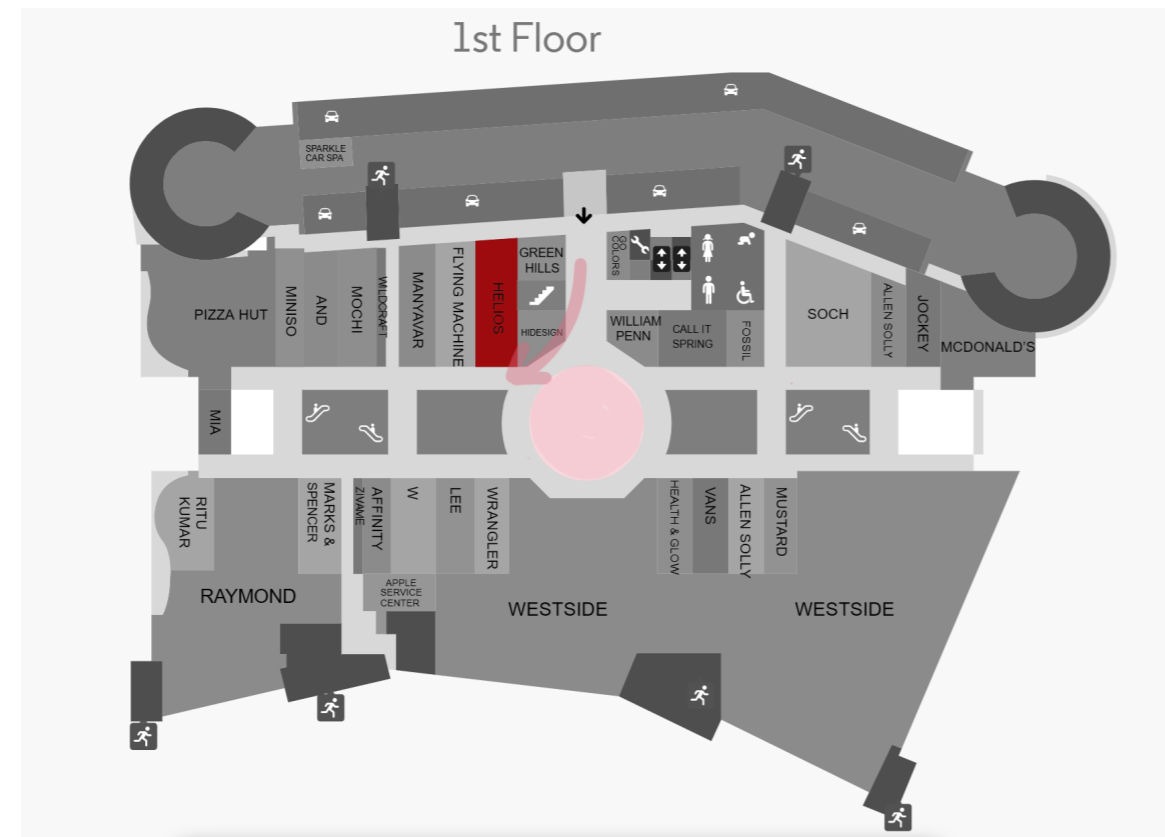 1st Floor
SPARKLE
CAR SPA
PIZZA HUT
MINISO
AND
MOCHI
WILDCRAFT
MANYAVAR
FLYING MACHINE
HELIOS
GREEN
HILLS
HIDESIGN
GO
COLORS
WILLIAM
PENN
CALL IT
SPRING
FOSSIL
SOCH
ALLEN SOLLY
JOCKEY
MCDONALD'S
MIA
RITU
KUMAR
MARKS &
SPENCER
ZIVAME
AFFINITY
W
LEE
WRANGLER
HEALTH & GLOW
VANS
ALLEN SOLLY
MUSTARD
APPLE
SERVICE
CENTER
RAYMOND
WESTSIDE
WESTSIDE